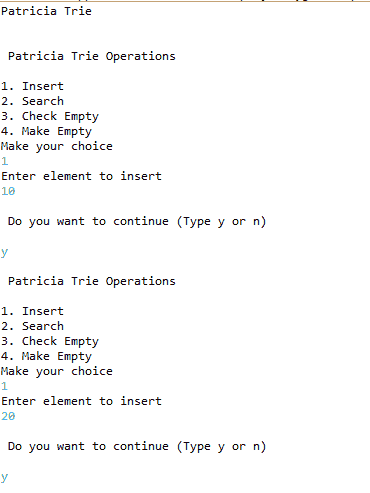 Patricia Trie
Patricia Trie Operations
1. Insert
2. Search
3. Check Empty
4. Make Empty
Make your choice
1
Enter element to insert
10
Do you want to continue (Type y or n)
y
Patricia Trie Operations
1. Insert
2. Search
3. Check Empty
4. Make Empty
Make your choice
1
Enter element to insert
20
Do you want to continue (Type y or n)
y